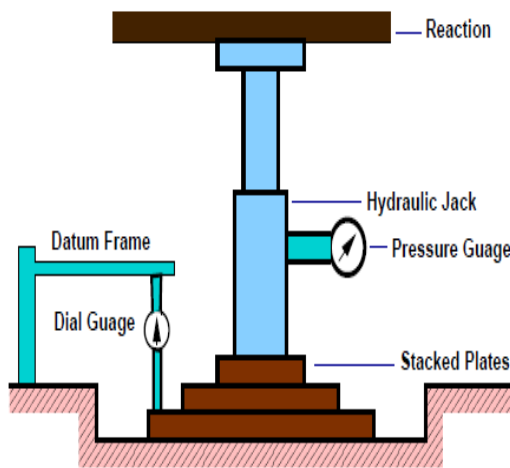 Reaction
Hydraulic Jack
Datum Frame
Pressure Guage
Dial Guage
Stacked Plates